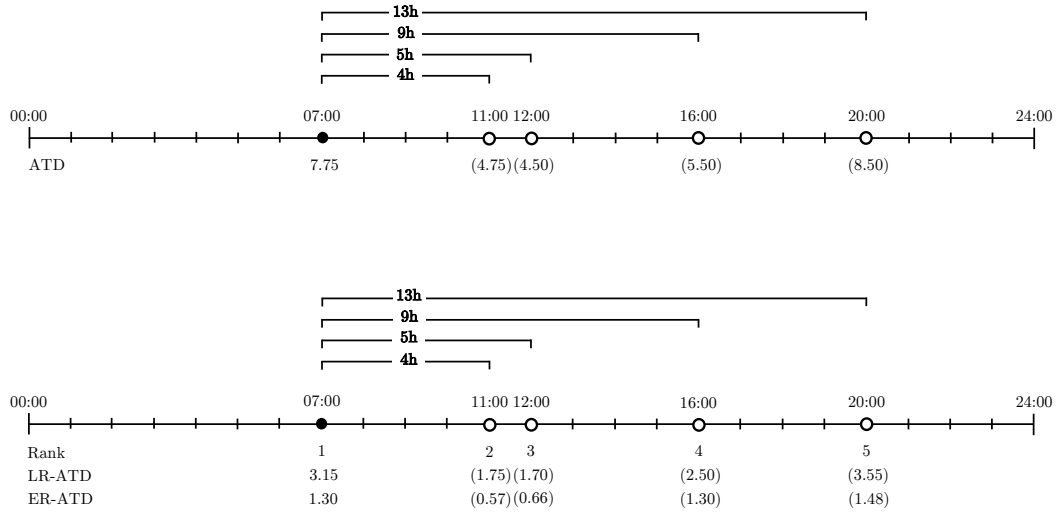 13h
9h
5h
4h
00:00 07:00 11:00 12:00 16:00 20:00 24:00
ATD 7.75 (4.75) (4.50) (5.50) (8.50)
13h
9h
5h
4h
00:00 07:00 11:00 12:00 16:00 20:00 24:00
Rank 1 2 3 4 5
LR-ATD 3.15 (1.75) (1.70) (2.50) (3.55)
ER-ATD 1.30 (0.57) (0.66) (1.30) (1.48)